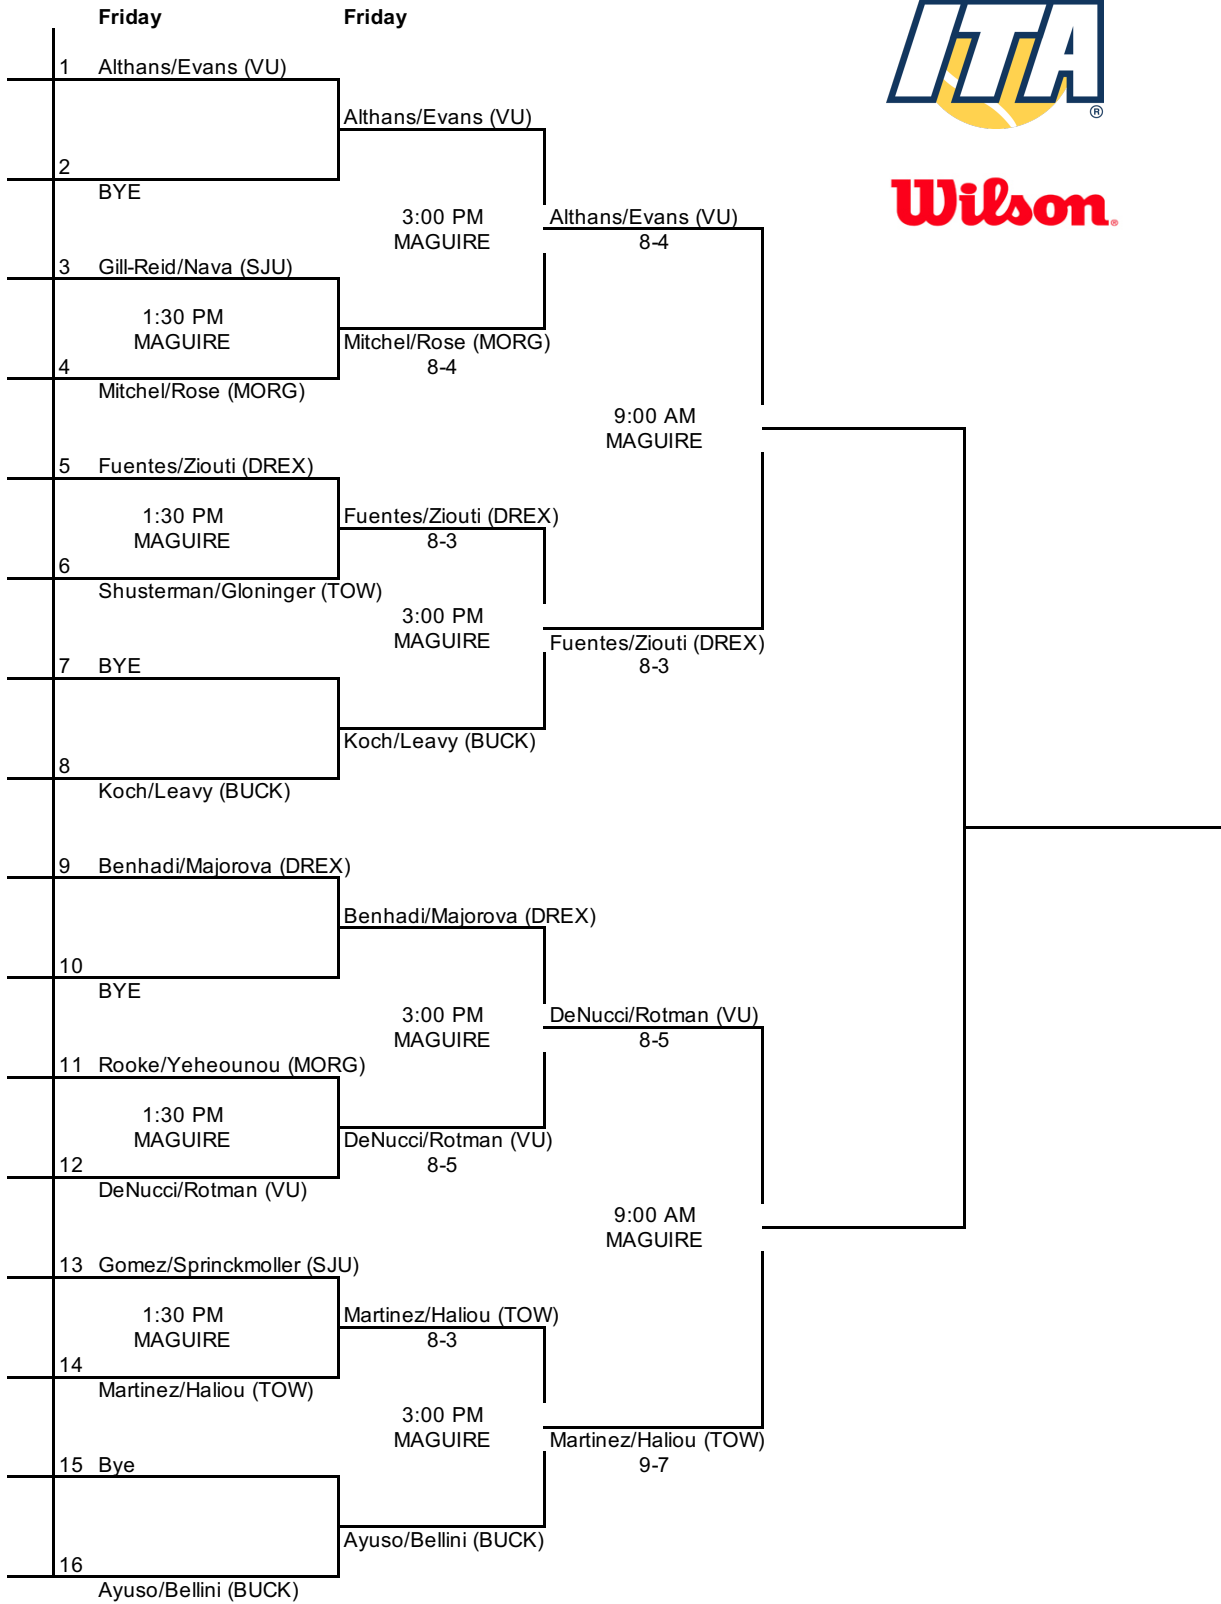 Friday Friday
ITA
®
1 Althans/Evans (VU)
Althans/Evans (VU)
2
BYE
Wilson®
3:00 PM Althans/Evans (VU)
MAGUIRE 8-4
3 Gill-Reid/Nava (SJU)
1:30 PM
MAGUIRE Mitchel/Rose (MORG)
4 8-4
Mitchel/Rose (MORG)
9:00 AM
MAGUIRE
5 Fuentes/Ziouti (DREX)
1:30 PM Fuentes/Ziouti (DREX)
MAGUIRE 8-3
6
Shusterman/Gloninger (TOW)
3:00 PM
MAGUIRE Fuentes/Ziouti (DREX)
7 BYE 8-3
Koch/Leavy (BUCK)
8
Koch/Leavy (BUCK)
9 Benhadi/Majorova (DREX)
Benhadi/Majorova (DREX)
10
BYE
3:00 PM DeNucci/Rotman (VU)
MAGUIRE 8-5
11 Rooke/Yeheounou (MORG)
1:30 PM
MAGUIRE DeNucci/Rotman (VU)
12 8-5
DeNucci/Rotman (VU)
9:00 AM
MAGUIRE
13 Gomez/Sprinckmoller (SJU)
1:30 PM Martinez/Haliou (TOW)
MAGUIRE 8-3
14
Martinez/Haliou (TOW)
3:00 PM
MAGUIRE Martinez/Haliou (TOW)
15 Bye 9-7
Ayuso/Bellini (BUCK)
16
Ayuso/Bellini (BUCK)